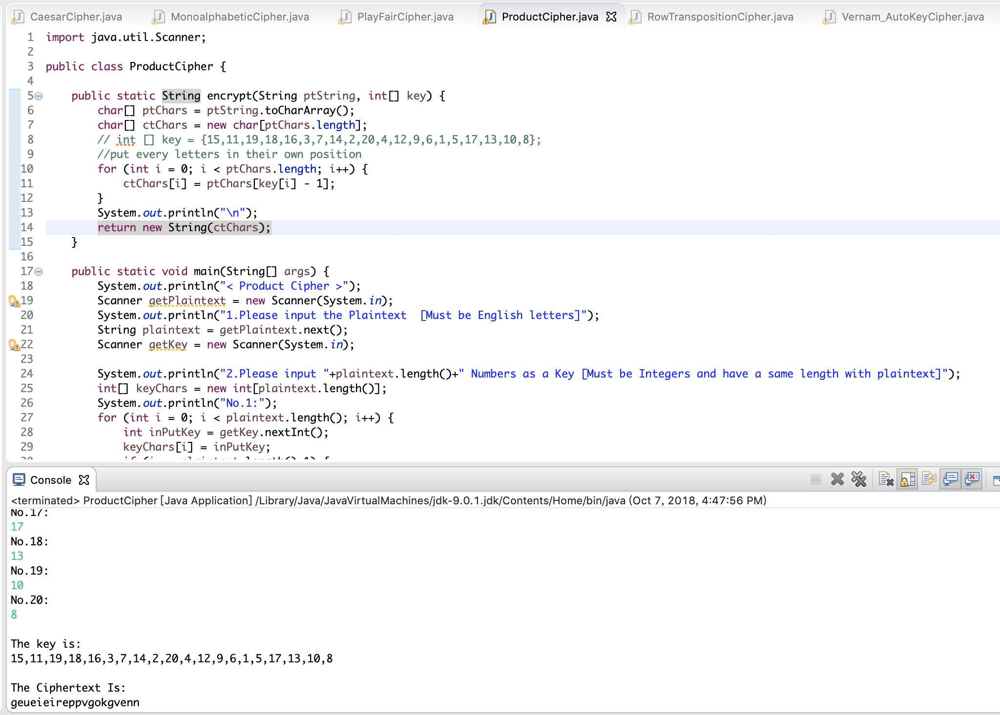 CaesarCipher.java MonoalphabeticCipher.java PlayFairCipher.java ProductCipher.java RowTranspositionCipher.java Vernam_AutoKeyCipher.java
1 import java.util.Scanner;
2
3 public class ProductCipher {
4
5 public static String encrypt(String ptString, int[] key) {
6 char[] ptChars = ptString.toCharArray();
7 char[] ctChars = new char[ptChars.length];
8 // int [] key = {15,11,19,18,16,3,7,14,2,20,4,12,9,6,1,5,17,13,10,8};
9 //put every letters in their own position
10 for (int i = 0; i < ptChars.length; i++) {
11 ctChars[i] = ptChars[key[i] - 1];
12 }
13 System.out.println("\n");
14 return new String(ctChars);
15 }
16
17 public static void main(String[] args) {
18 System.out.println("< Product Cipher >");
19 Scanner getPlaintext = new Scanner(System.in);
20 System.out.println("1.Please input the Plaintext  [Must be English letters]");
21 String plaintext = getPlaintext.next();
22 Scanner getKey = new Scanner(System.in);
23
24 System.out.println("2.Please input "+plaintext.length()+" Numbers as a Key [Must be Integers and have a same length with plaintext]");
25 int[] keyChars = new int[plaintext.length()];
26 System.out.println("No.1:");
27 for (int i = 0; i < plaintext.length(); i++) {
28 int inPutKey = getKey.nextInt();
29 keyChars[i] = inPutKey;
Console
<terminated> ProductCipher [Java Application] /Library/Java/JavaVirtualMachines/jdk-9.0.1.jdk/Contents/Home/bin/java (Oct 7, 2018, 4:47:56 PM)
No.17:
17
No.18:
13
No.19:
10
No.20:
8
The key is:
15,11,19,18,16,3,7,14,2,20,4,12,9,6,1,5,17,13,10,8
The Ciphertext Is:
geueieireppvgokgvenn